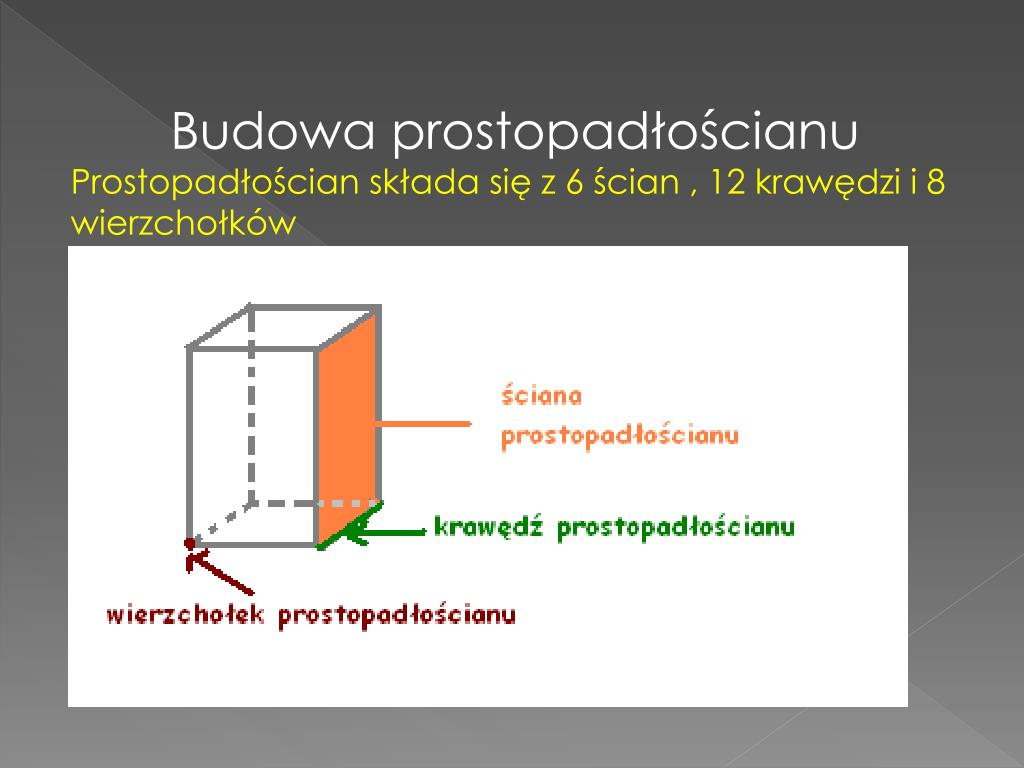 Budowa prostopadłościanu
Prostopadłościan składa się z 6 ścian , 12 krawędzi i 8
wierzchołków
ściana
prostopadłościanu
krawędź prostopadłościanu
wierzchołek prostopadłościanu